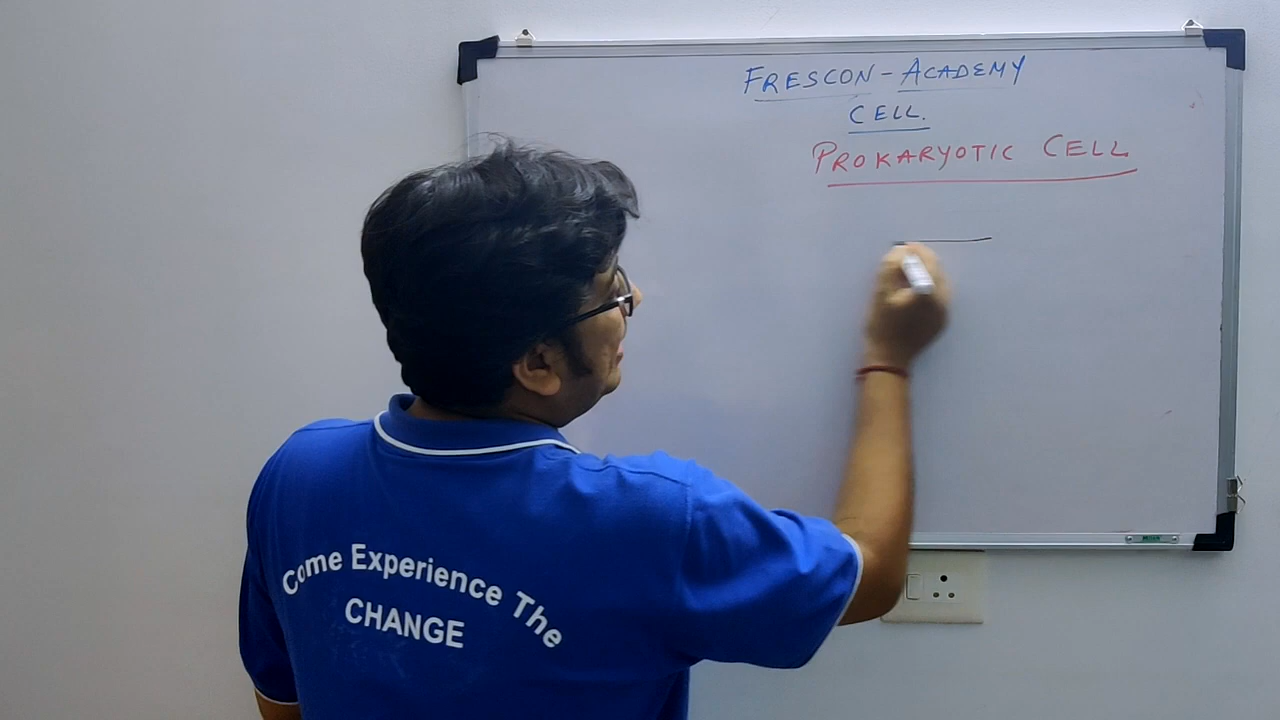 FRESCON - ACADEMY
CELL.
PROKARYOTIC CELL
Come Experience The
CHANGE